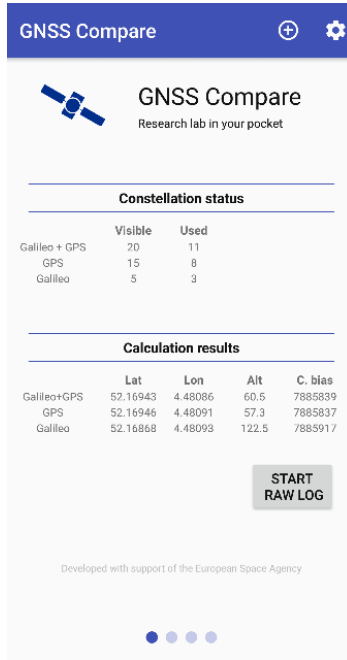 GNSS Compare
GNSS Compare
Research lab in your pocket
Constellation status
Visible Used
Galileo + GPS 20 11
GPS 15 8
Galileo 5 3
Calculation results
Lat Lon Alt C. bias
Galileo+GPS 52.16943 4.48086 60.5 7885839
GPS 52.16946 4.48091 57.3 7885837
Galileo 52.16868 4.48093 122.5 7885917
START
RAW LOG
Developed with support of the European Space Agency